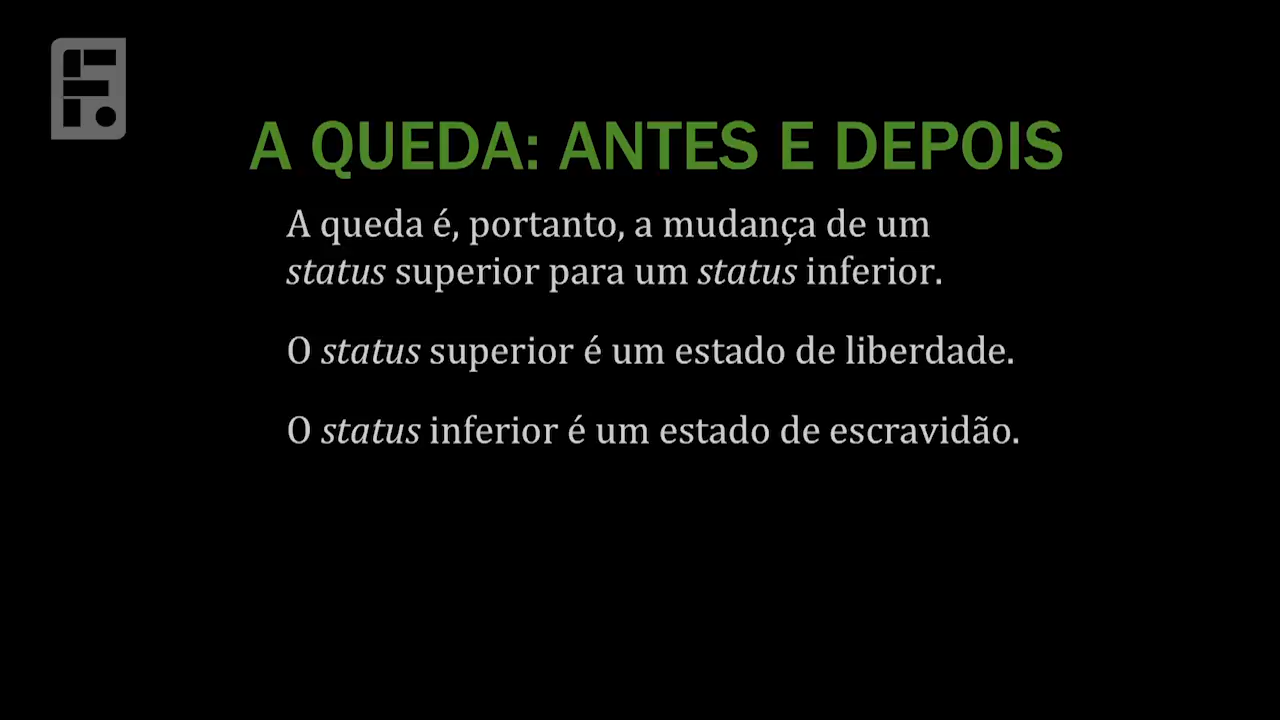 A QUEDA: ANTES E DEPOIS
A queda é, portanto, a mudança de um
status superior para um status inferior.
O status superior é um estado de liberdade.
O status inferior é um estado de escravidão.